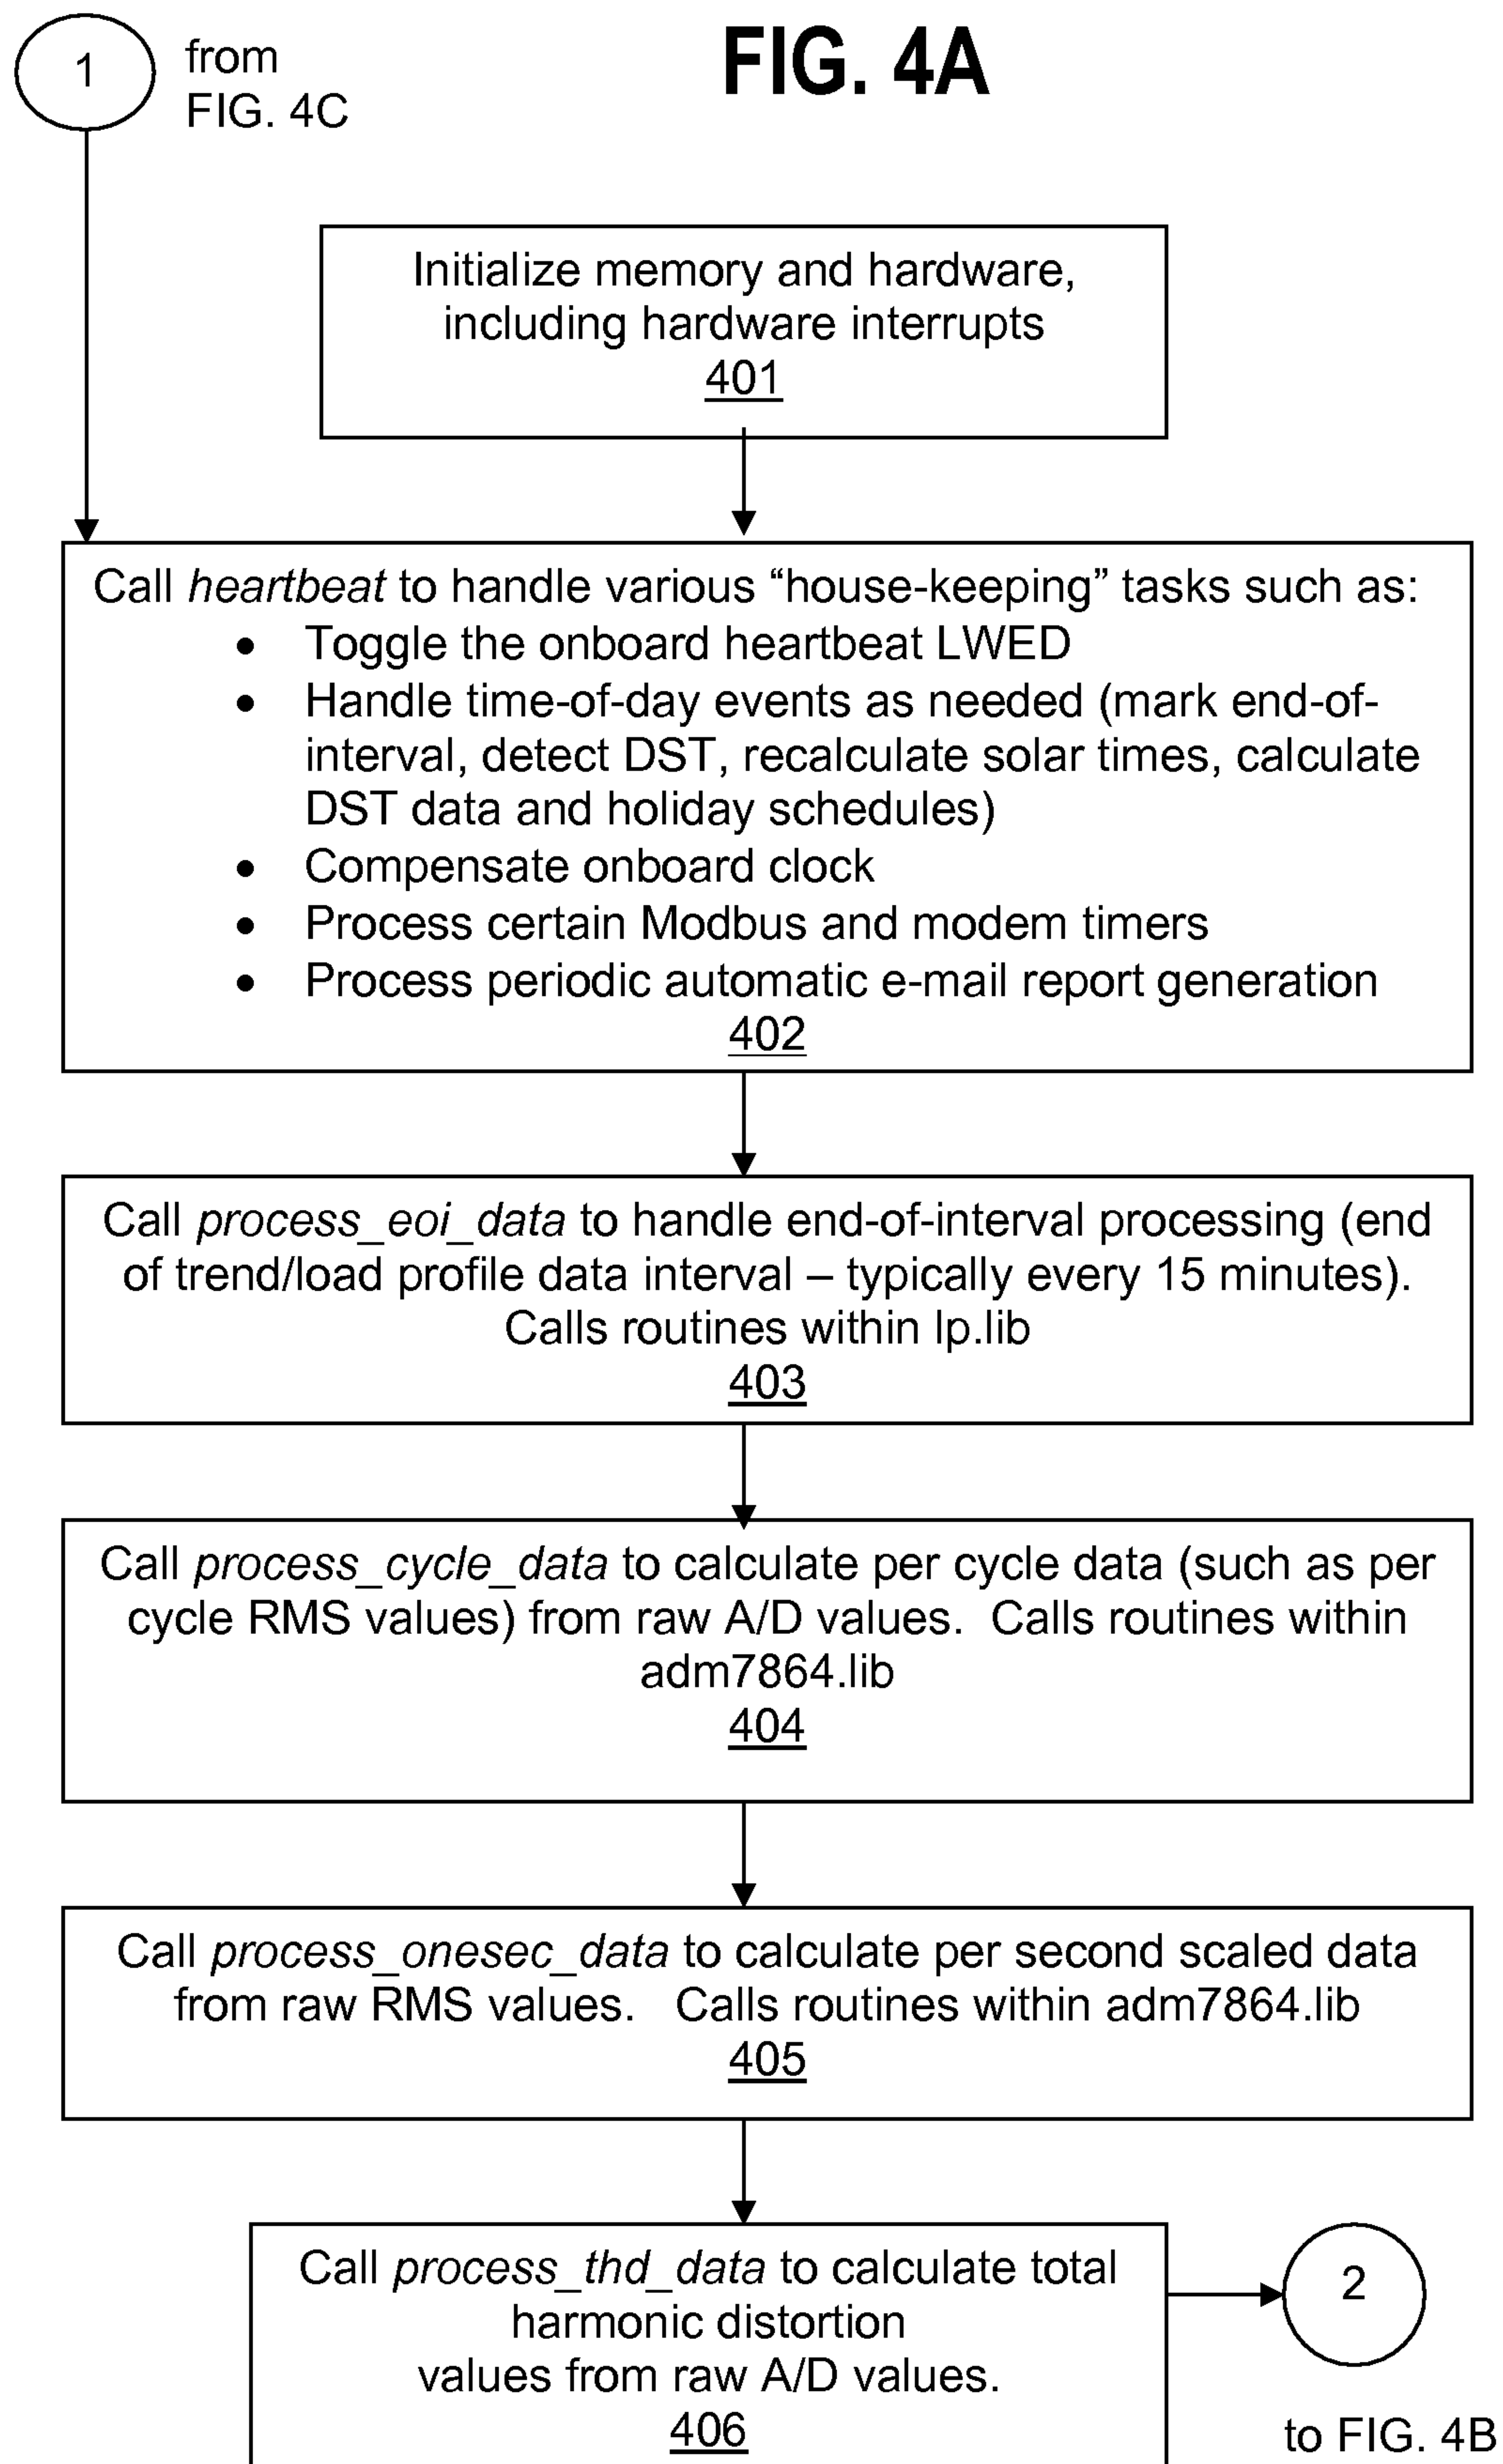 FIG. 4A
1
from
FIG. 4C
Initialize memory and hardware,
including hardware interrupts
401
Call heartbeat to handle various “house-keeping” tasks such as:
• Toggle the onboard heartbeat LWED
• Handle time-of-day events as needed (mark end-of-
interval, detect DST, recalculate solar times, calculate
DST data and holiday schedules)
• Compensate onboard clock
• Process certain Modbus and modem timers
• Process periodic automatic e-mail report generation
402
Call process_eoi_data to handle end-of-interval processing (end
of trend/load profile data interval – typically every 15 minutes).
Calls routines within lp.lib
403
Call process_cycle_data to calculate per cycle data (such as per
cycle RMS values) from raw A/D values. Calls routines within
adm7864.lib
404
Call process_onesec_data to calculate per second scaled data
from raw RMS values. Calls routines within adm7864.lib
405
Call process_thd_data to calculate total
harmonic distortion
values from raw A/D values.
406
2
to FIG. 4B